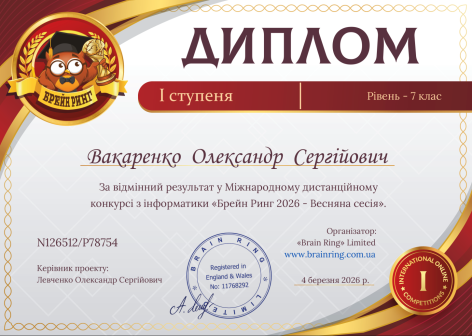 ДИПЛОМ
БРЕЙН РИНГ
I ступеня
Рівень - 7 клас
Вакаренко Олександр Сергійович
За відмінний результат у Міжнародному дистанційному
конкурсі з інформатики «Брейн Ринг 2026 - Весняна сесія».
N126512/P78754
Керівник проекту:
Левченко Олександр Сергійович
BRAIN RING
Registered in
England & Wales
No: 11768292
LIMITED
Організатор:
«Brain Ring» Limited
www.brainring.com.ua
4 березня 2026 р.
INTERNATIONAL ONLINE
I
COMPETITIONS